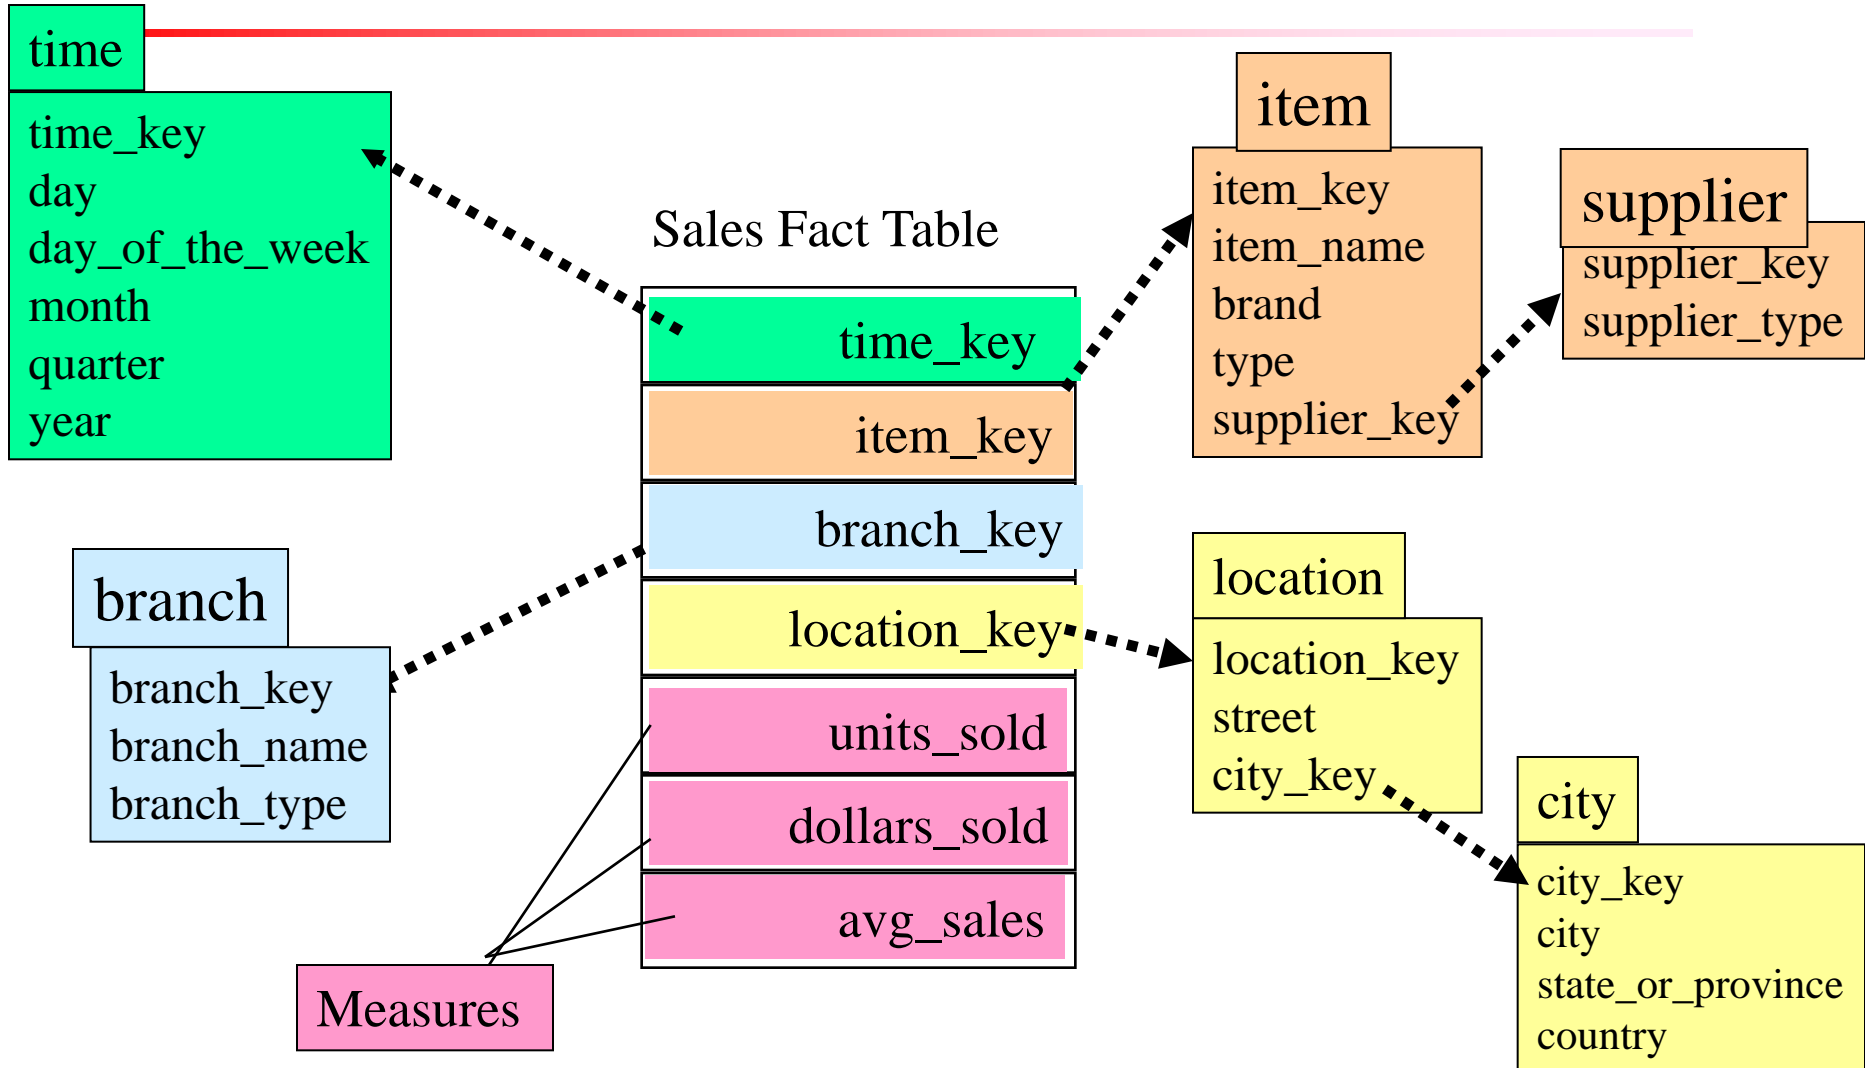 time
time_key
day
day_of_the_week
month
quarter
year
Sales Fact Table
time_key
item_key
branch_key
location_key
units_sold
dollars_sold
avg_sales
item
item_key
item_name
brand
type
supplier_key
supplier
supplier_key
supplier_type
branch
branch_key
branch_name
branch_type
location
location_key
street
city_key
city
city_key
city
state_or_province
country
Measures